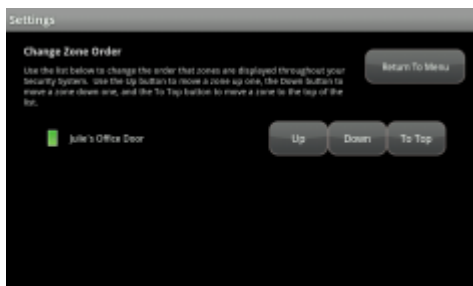 Settings
Change Zone Order
Use the list below to change the order that zones are displayed throughout your
Security System. Use the Up button to move a zone up one, the Down button to
move a zone down one, and the To Top button to move a zone to the top of the
list.
Return To Menu
Julie's Office Door
Up
Down
To Top